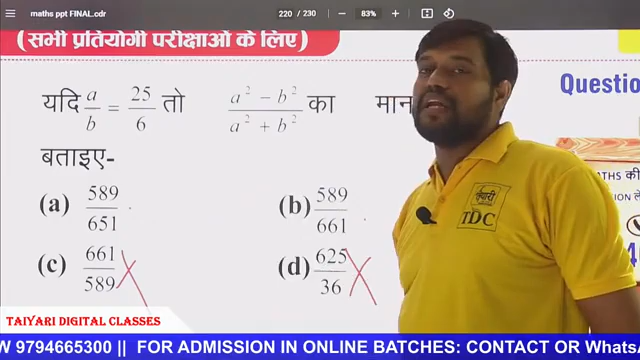 maths ppt FINAL.cdr
220 / 230
83%
(सभी प्रतियोगी परीक्षाओं के लिए)
Questio
यदि a/b = 25/6 तो a² − b² / a² + b² का मान
बताइए-
(a) 589/651
(b) 589/661
(c) 661/589
(d) 625/36
MATHS की
TDC
TAIYARI DIGITAL CLASSES
W 9794665300 || FOR ADMISSION IN ONLINE BATCHES: CONTACT OR WhatsA